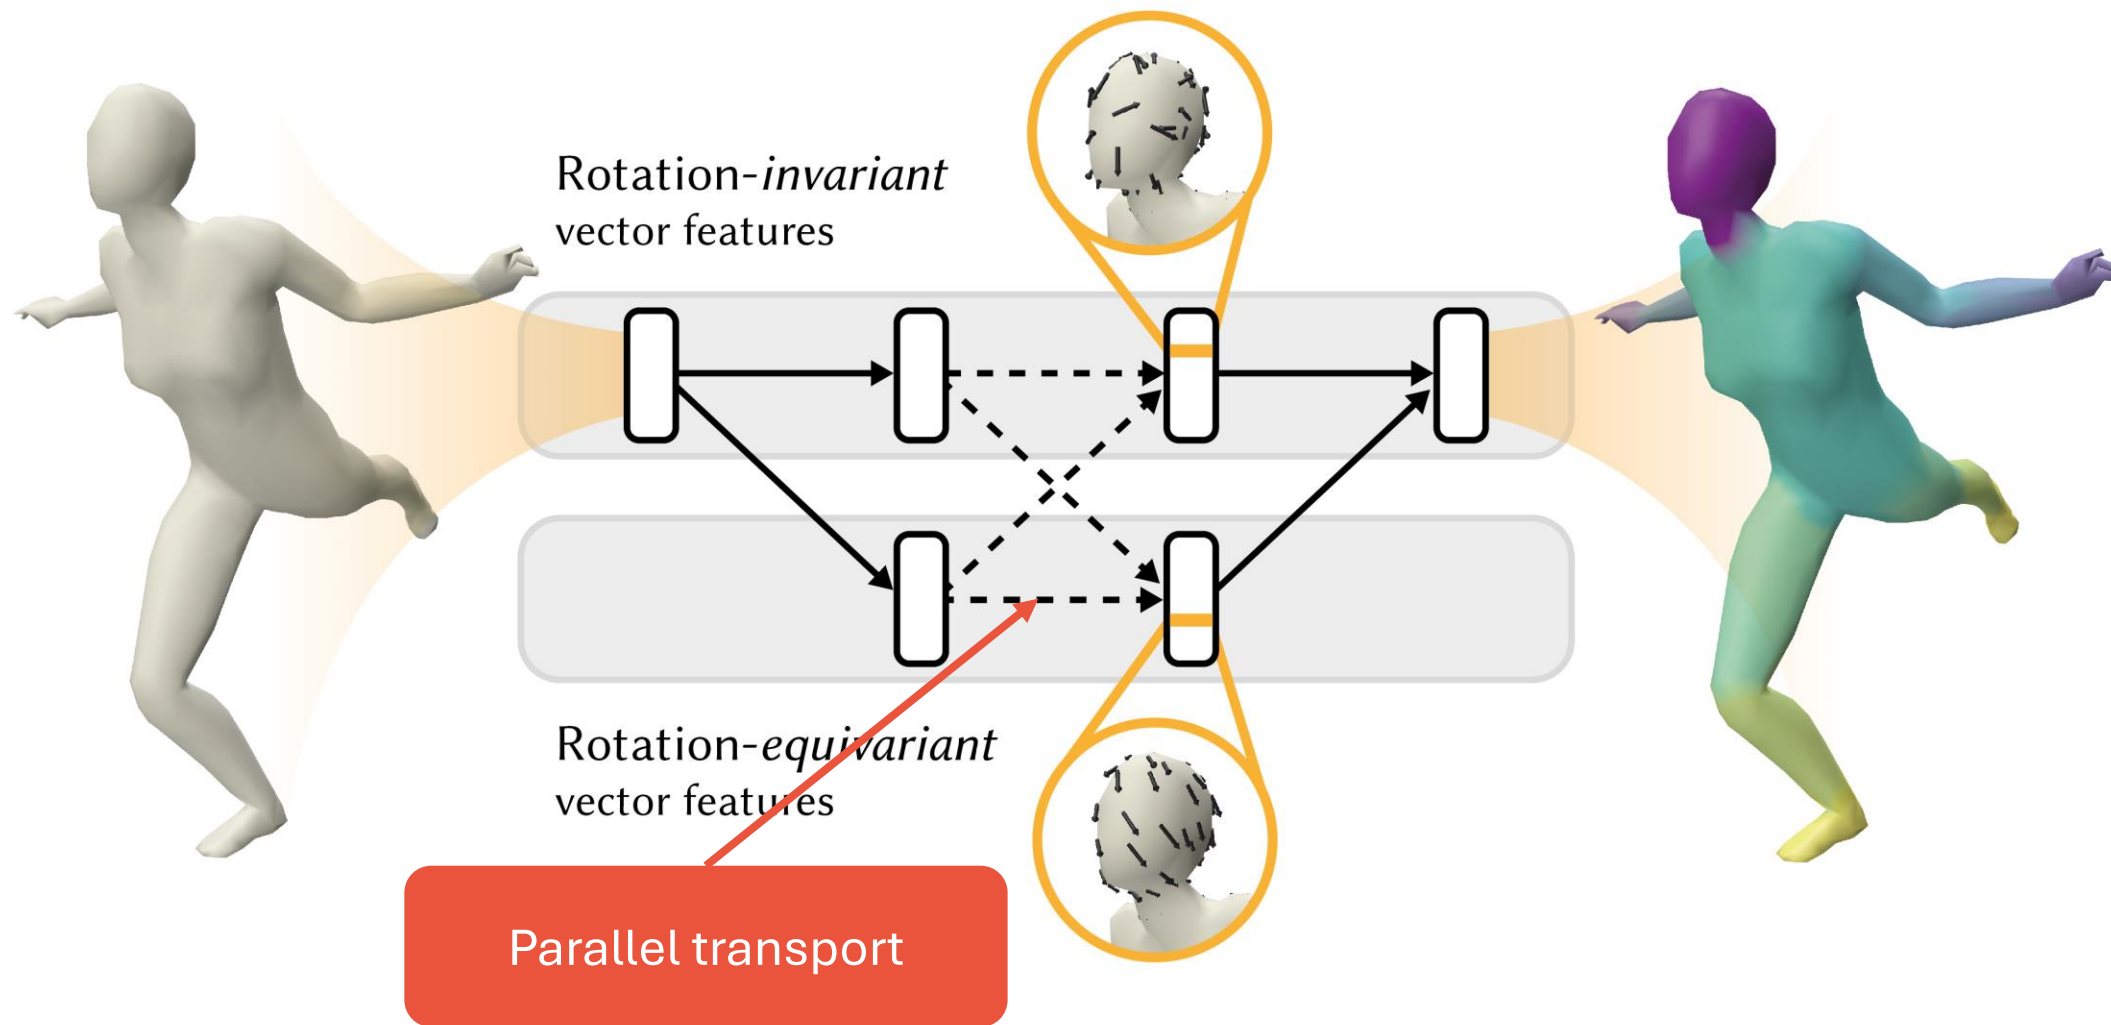 Rotation-invariant
vector features
Rotation-equivariant
vector features
Parallel transport